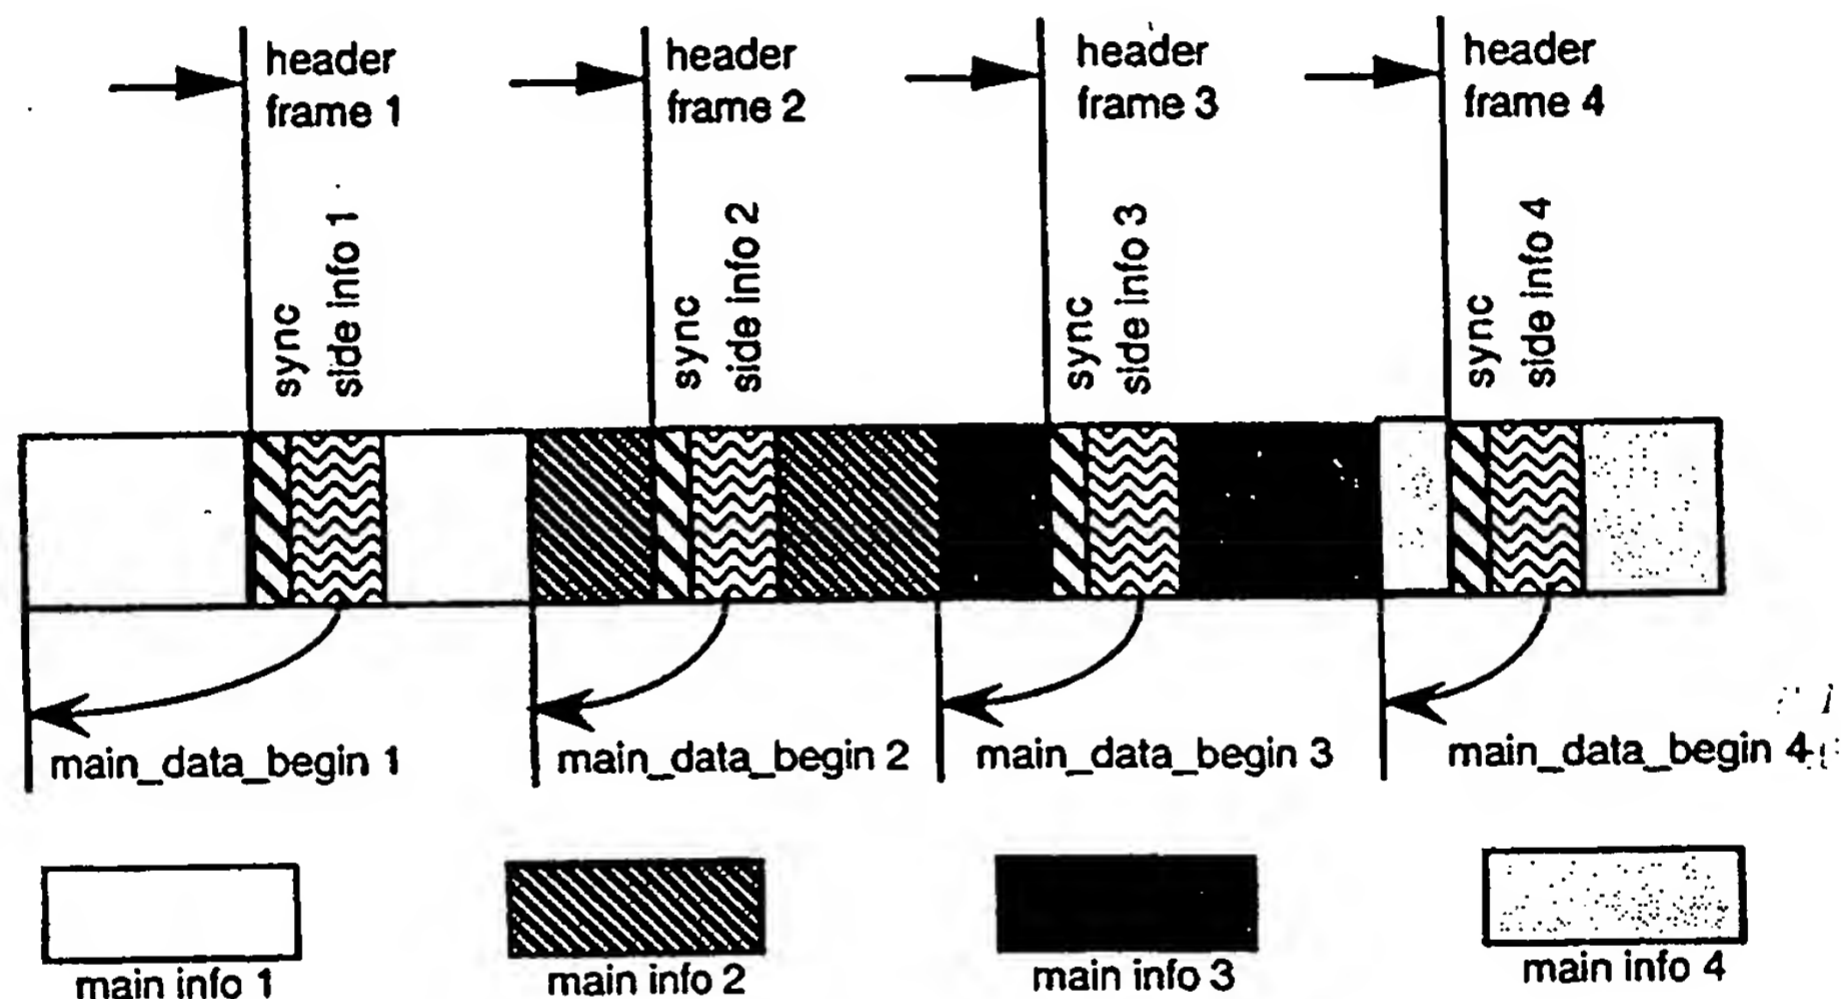 header
frame 1
header
frame 2
header
frame 3
header
frame 4
sync
side info 1
sync
side info 2
sync
side info 3
sync
side info 4
main_data_begin 1
main_data_begin 2
main_data_begin 3
main_data_begin 4
main info 1
main info 2
main info 3
main info 4